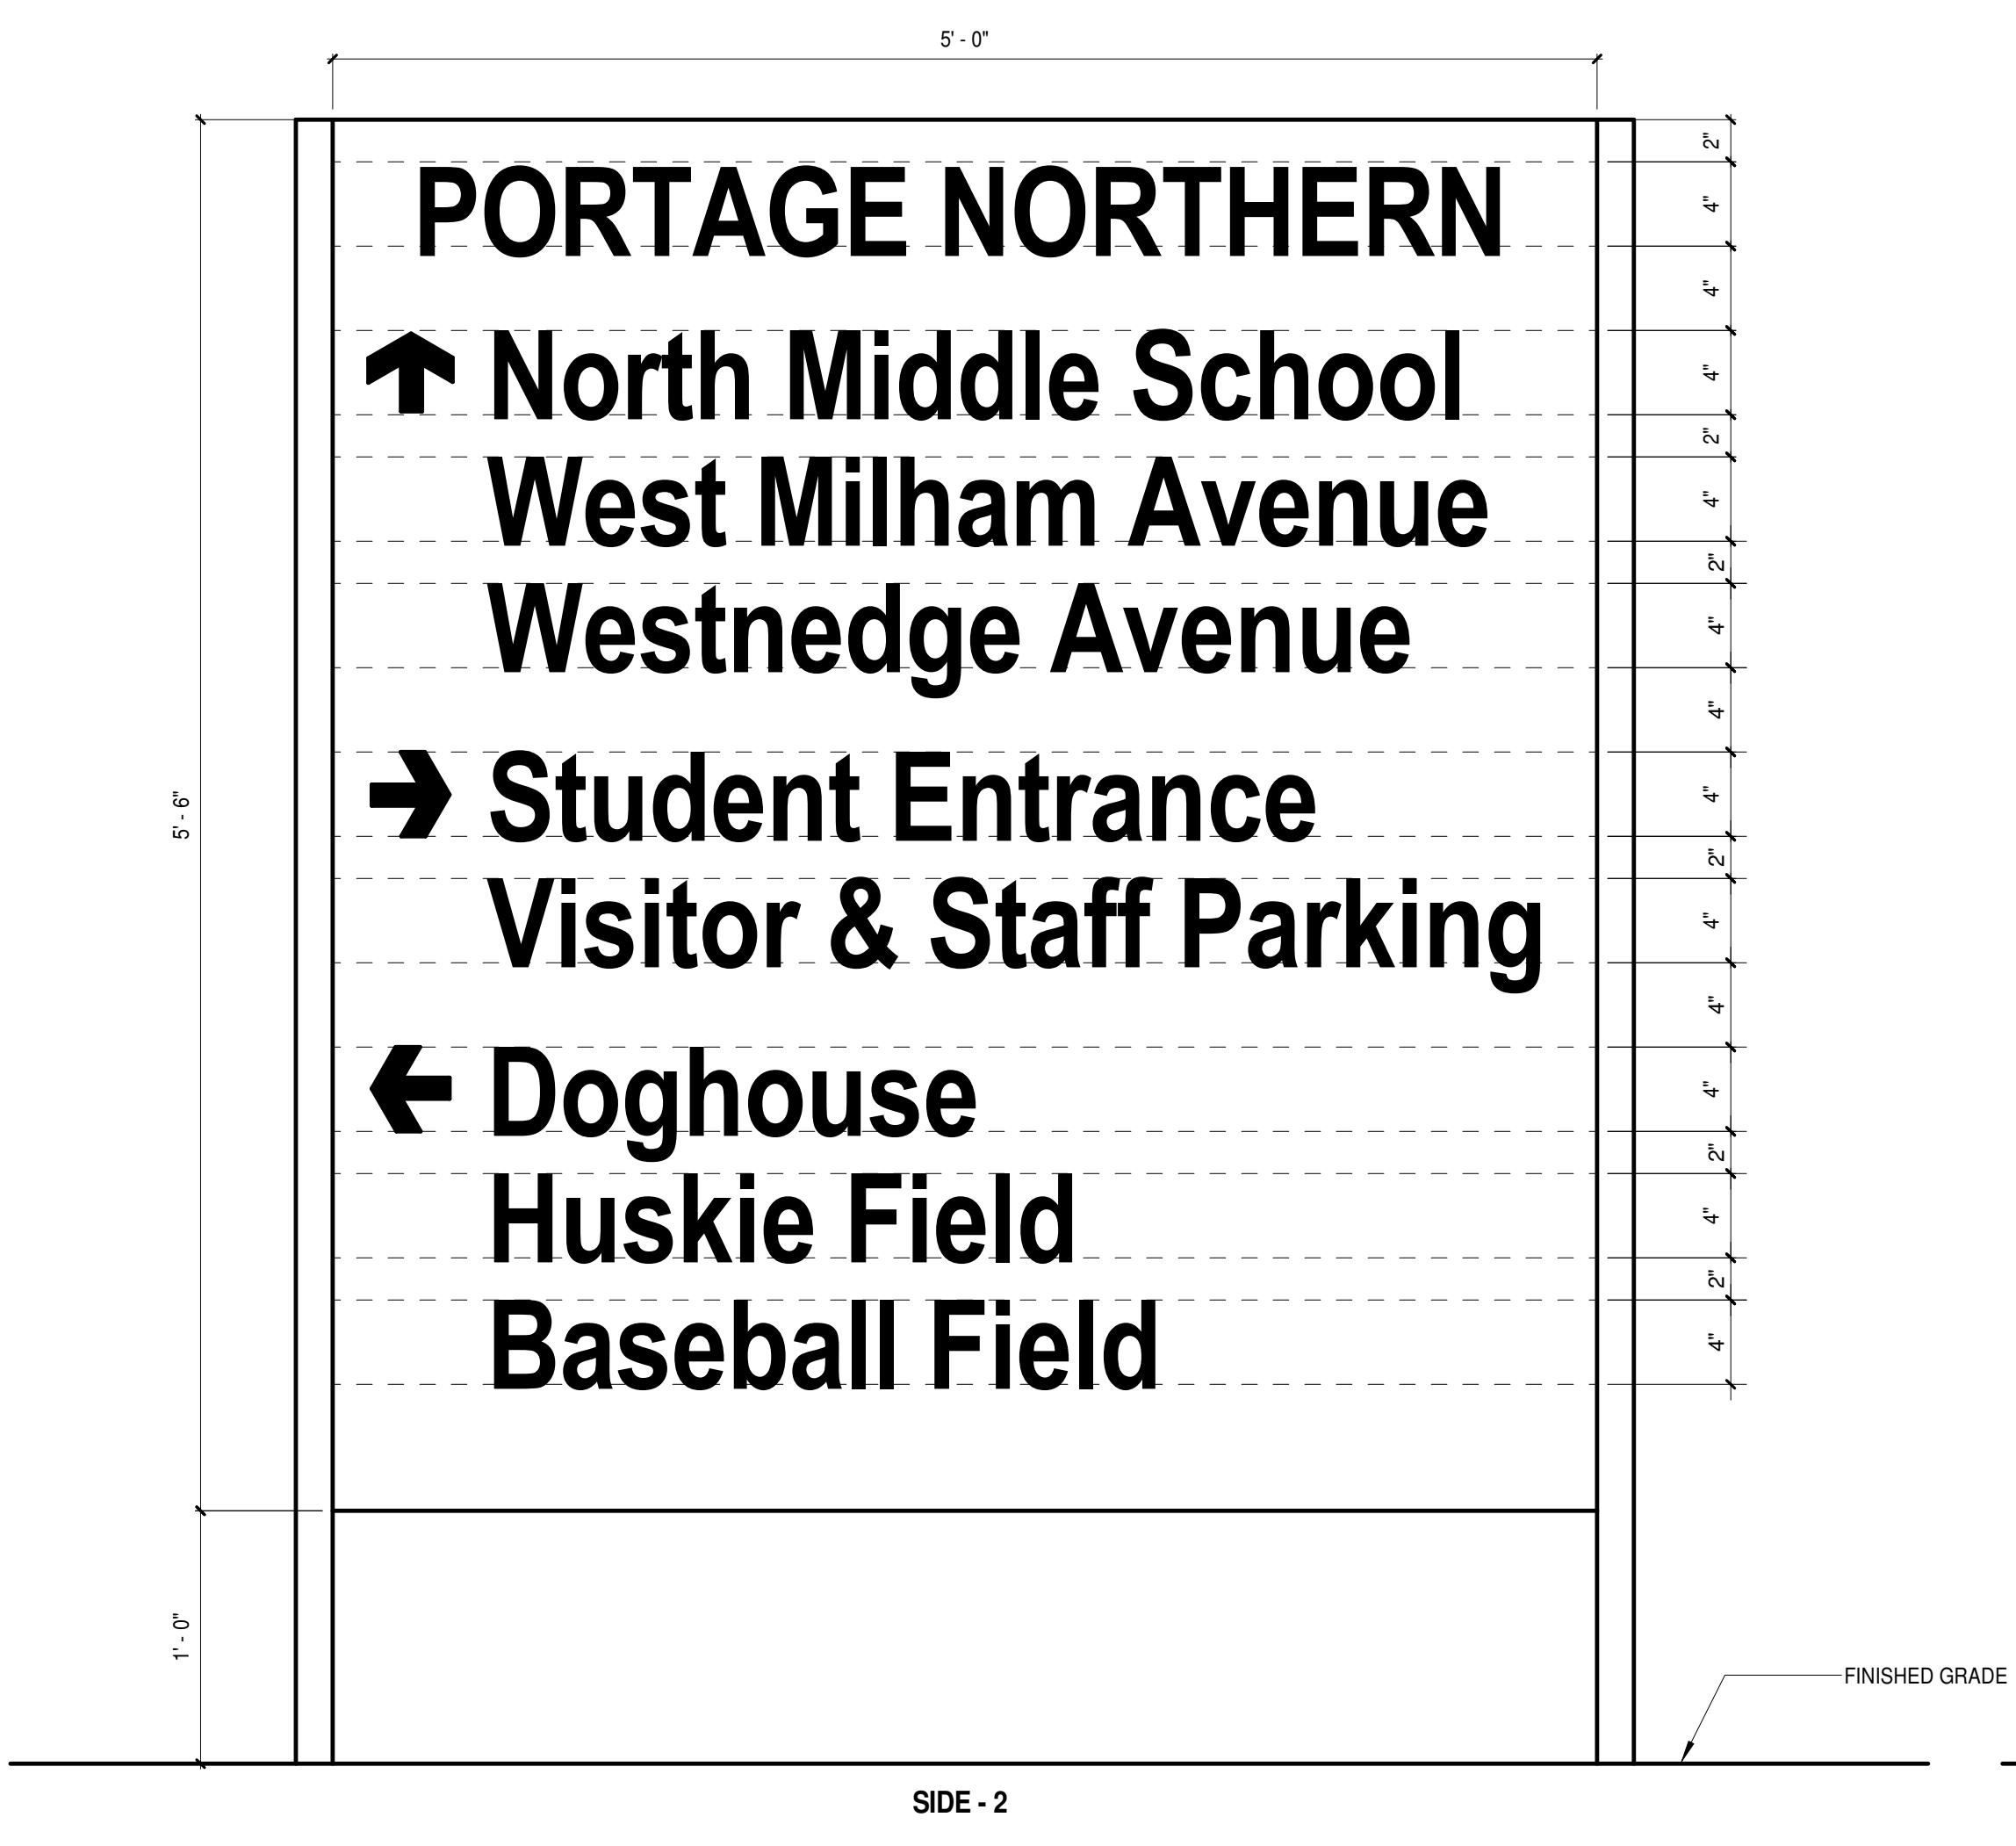 5' - 0"
2"
PORTAGE NORTHERN
4"
4"
North Middle School
4"
2"
West Milham Avenue
4"
2"
Westnedge Avenue
4"
4"
Student Entrance
4"
5' - 6"
2"
Visitor & Staff Parking
4"
4"
Doghouse
4"
2"
Huskie Field
4"
2"
Baseball Field
4"
1' - 0"
FINISHED GRADE
SIDE - 2